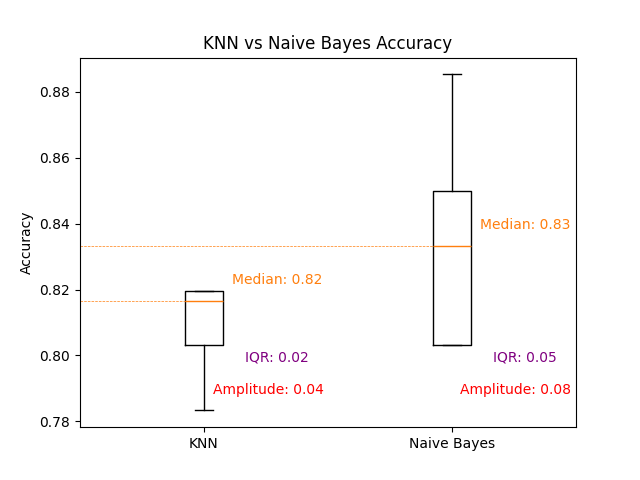 KNN vs Naive Bayes Accuracy
Accuracy
0.88
0.86
0.84
0.82
0.80
0.78
Median: 0.83
Median: 0.82
IQR: 0.02
IQR: 0.05
Amplitude: 0.04
Amplitude: 0.08
KNN
Naive Bayes